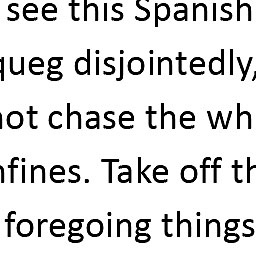 see this Spanish
queg disjointedly,
not chase the wh
nfines. Take off th
foregoing things